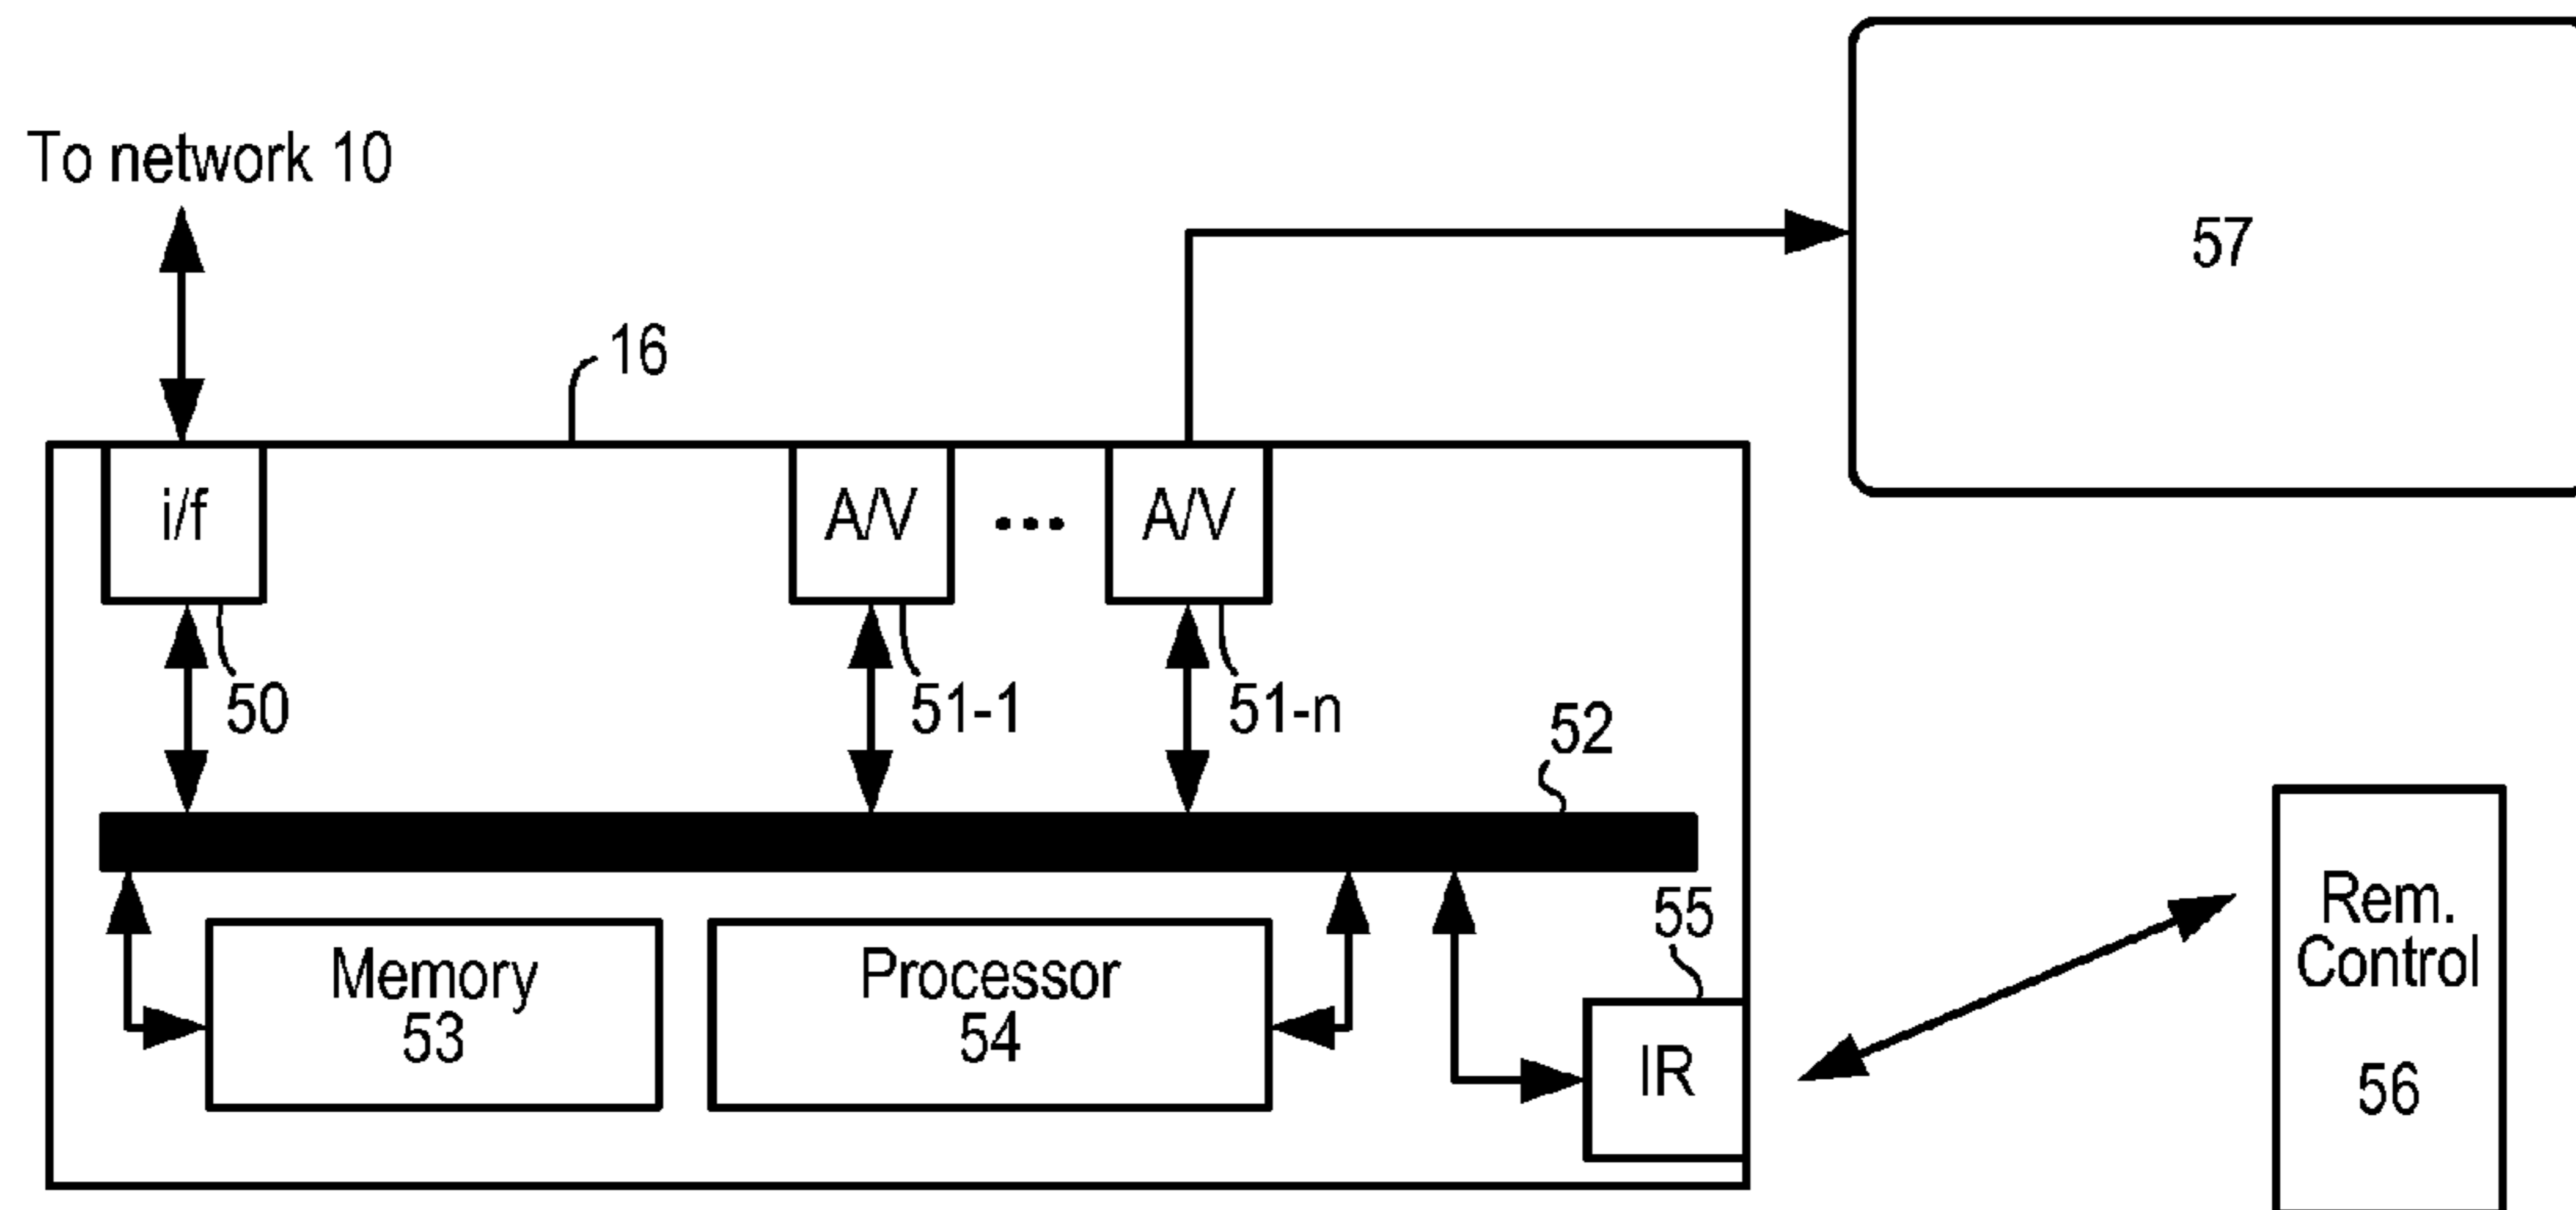 To network 10
57
16
i/f
A/V
...
A/V
50
51-1
51-n
52
55
Rem.
Control
56
Memory
53
Processor
54
IR